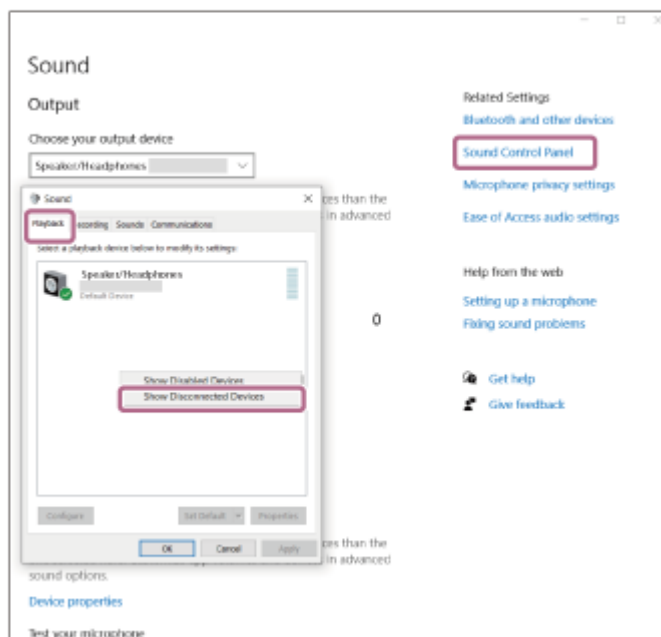 Sound
Output
Choose your output device
Speaker/Headphones
Sound
Playback
ecording
Sounds
Communications
Select a playback device below to modify its settings:
Speaker/Headphones
Default Device
Show Disabled Devices
Show Disconnected Devices
Configure
Set Default
Properties
OK
Cancel
Apply
ces than the
in advanced
0
ces than the
in advanced
sound options.
Device properties
Test your microphone
Related Settings
Bluetooth and other devices
Sound Control Panel
Microphone privacy settings
Ease of Access audio settings
Help from the web
Setting up a microphone
Fixing sound problems
Get help
Give feedback